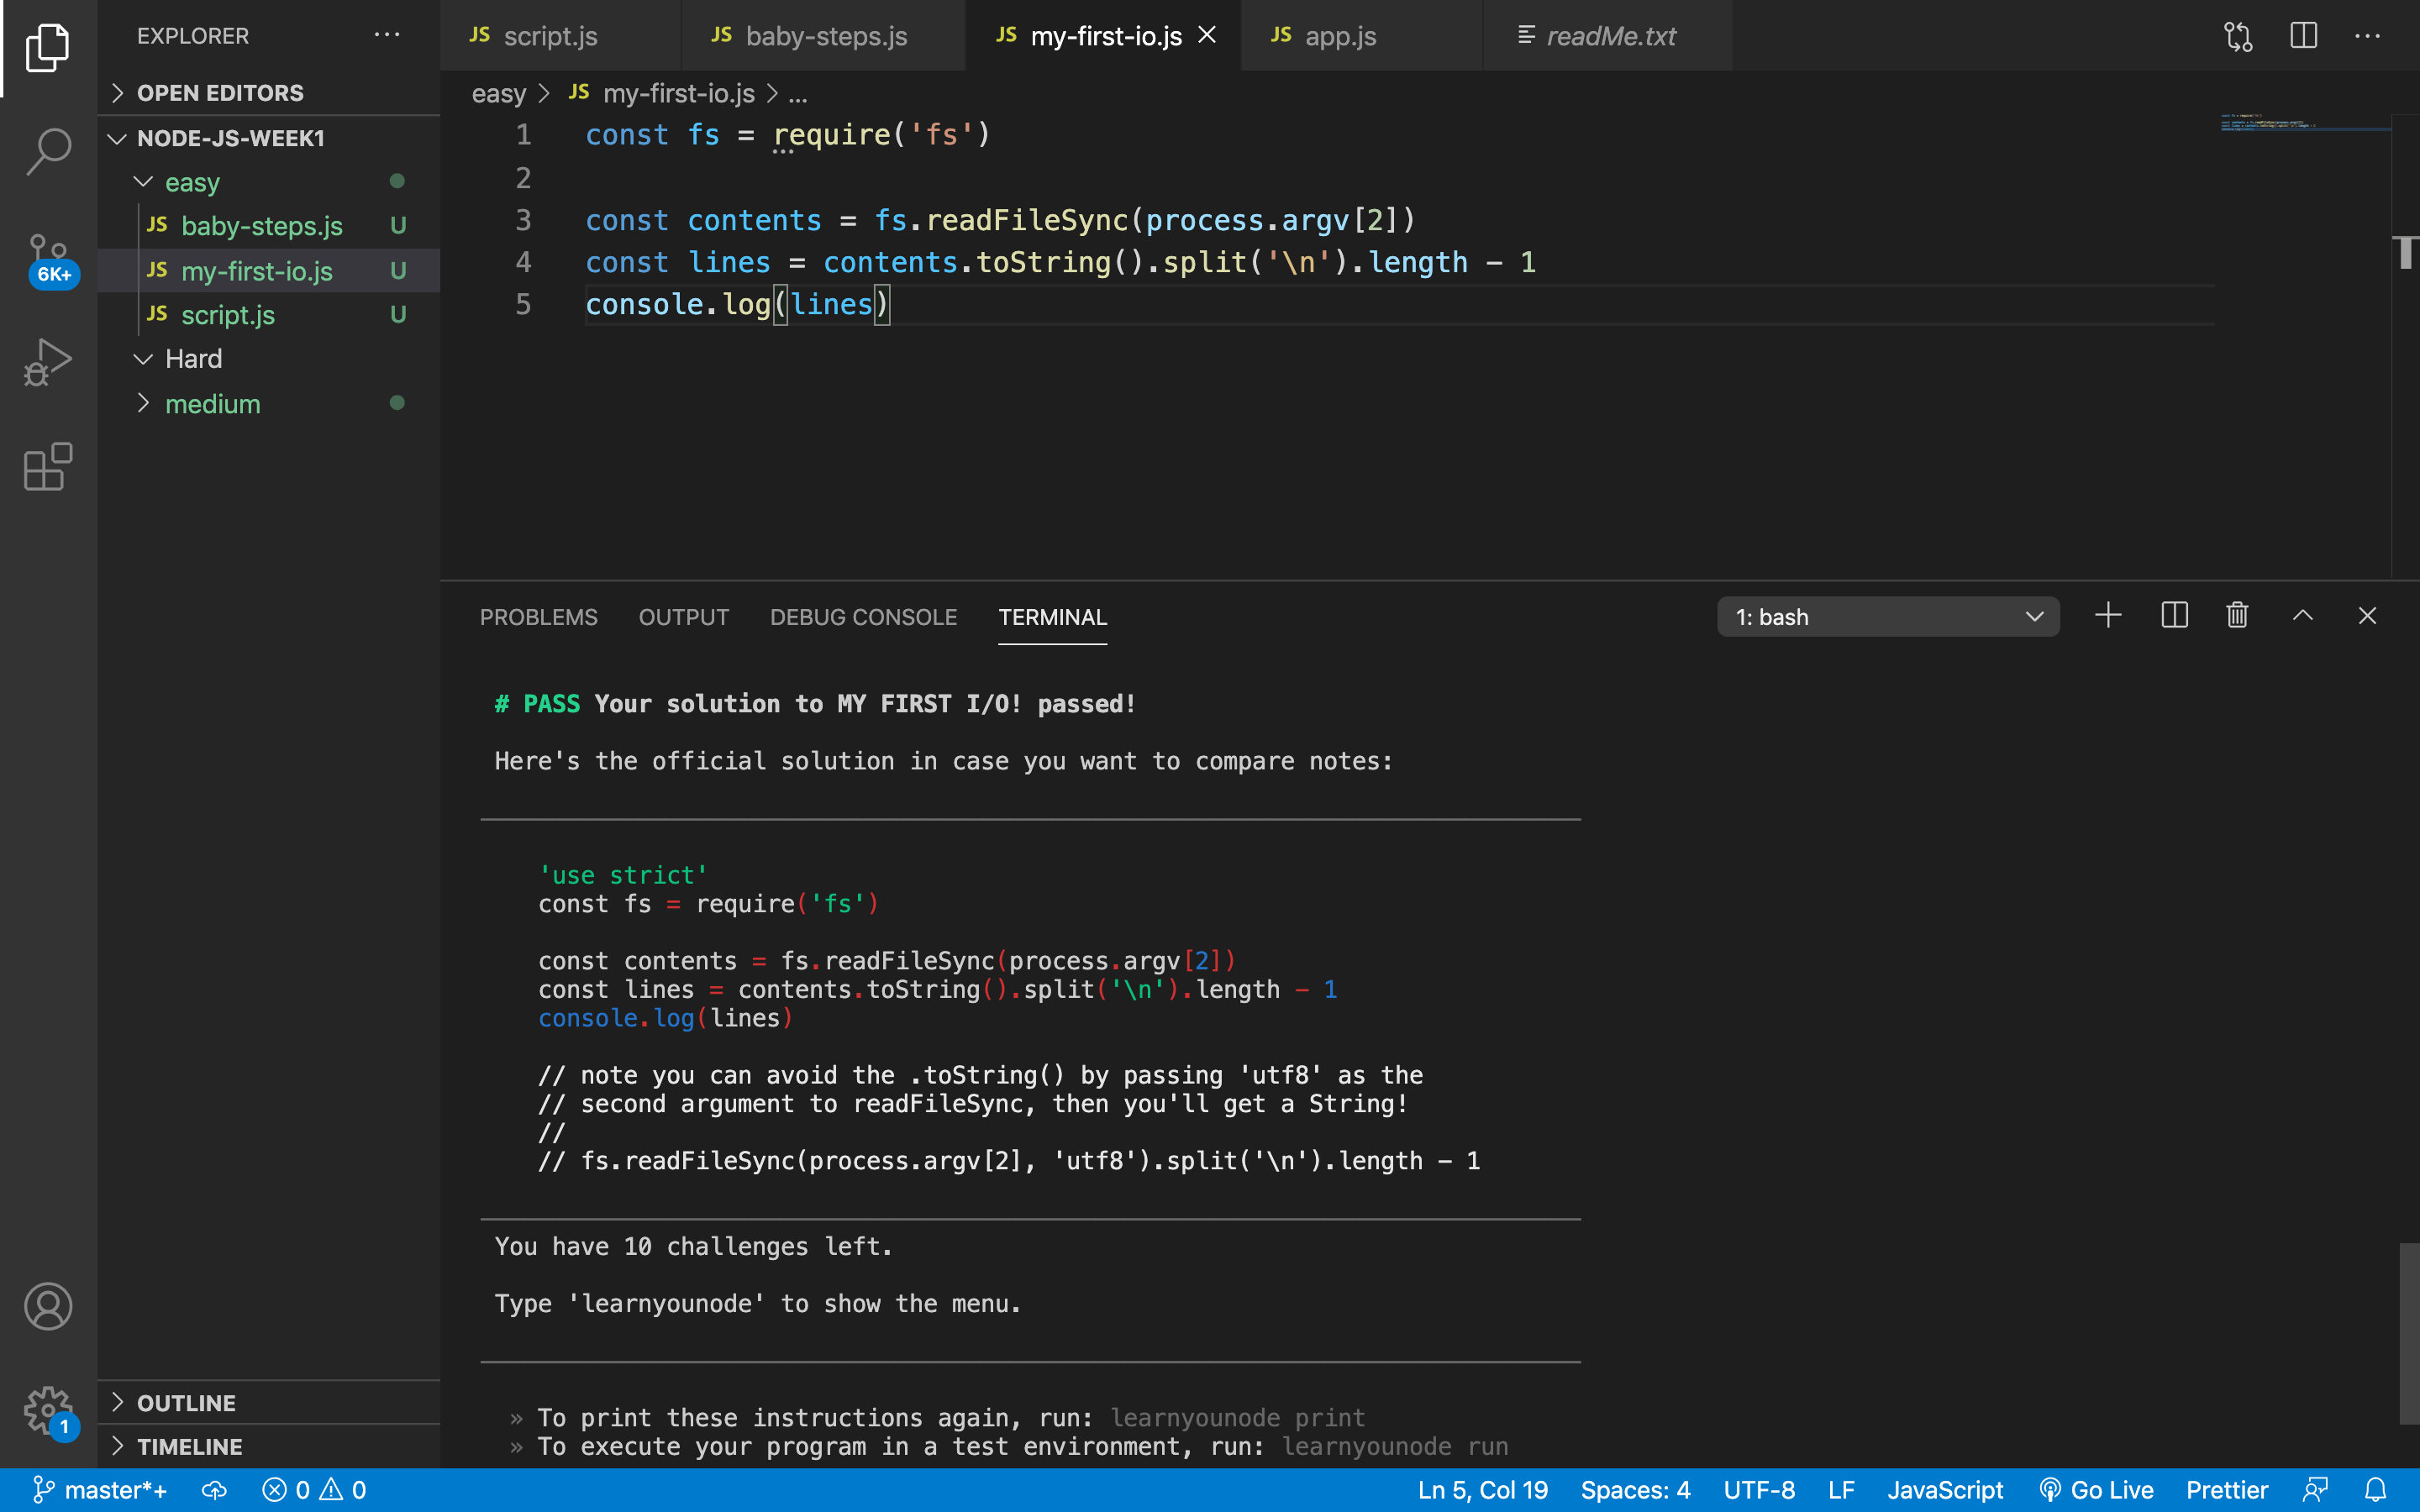 EXPLORER
OPEN EDITORS
NODE-JS-WEEK1
easy
JS baby-steps.js U
JS my-first-io.js U
JS script.js U
Hard
medium
OUTLINE
TIMELINE
6K+
1
JS script.js
JS baby-steps.js
JS my-first-io.js
JS app.js
readMe.txt
easy > JS my-first-io.js > ...
1 const fs = require('fs')
2
3 const contents = fs.readFileSync(process.argv[2])
4 const lines = contents.toString().split('\n').length - 1
5 console.log(lines)
PROBLEMS OUTPUT DEBUG CONSOLE TERMINAL
1: bash
# PASS Your solution to MY FIRST I/O! passed!
Here's the official solution in case you want to compare notes:
'use strict'
const fs = require('fs')
const contents = fs.readFileSync(process.argv[2])
const lines = contents.toString().split('\n').length - 1
console.log(lines)
// note you can avoid the .toString() by passing 'utf8' as the
// second argument to readFileSync, then you'll get a String!
//
// fs.readFileSync(process.argv[2], 'utf8').split('\n').length - 1
You have 10 challenges left.
Type 'learnyounode' to show the menu.
» To print these instructions again, run: learnyounode print
» To execute your program in a test environment, run: learnyounode run
master*+ 0 0 Ln 5, Col 19 Spaces: 4 UTF-8 LF JavaScript Go Live Prettier